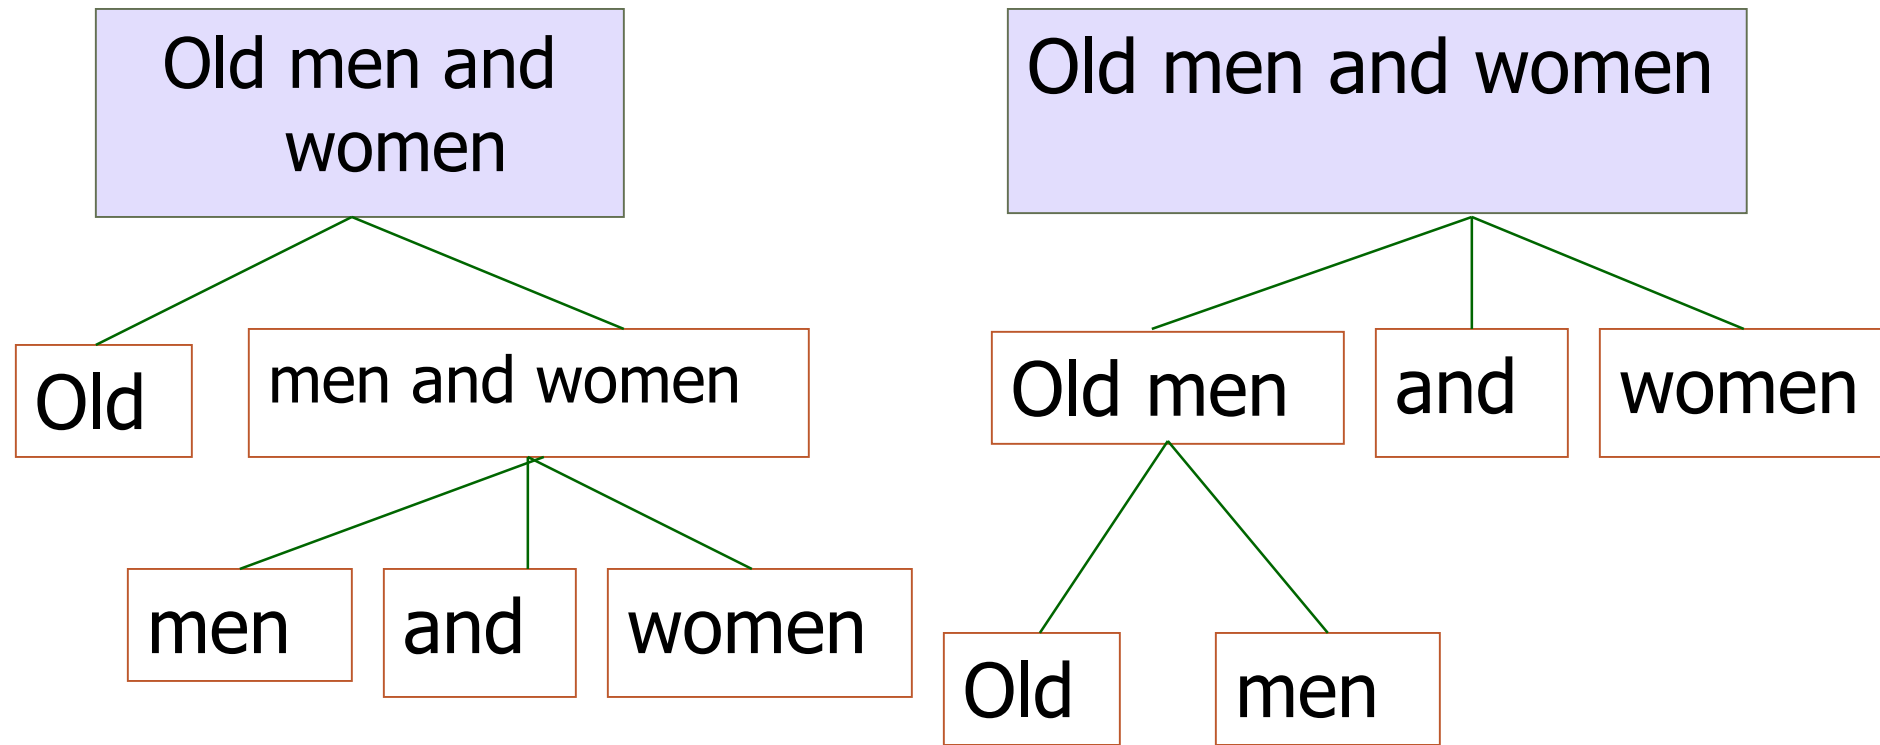 Old men and
women
Old
men and women
men
and
women
Old men and women
Old men
and
women
Old
men